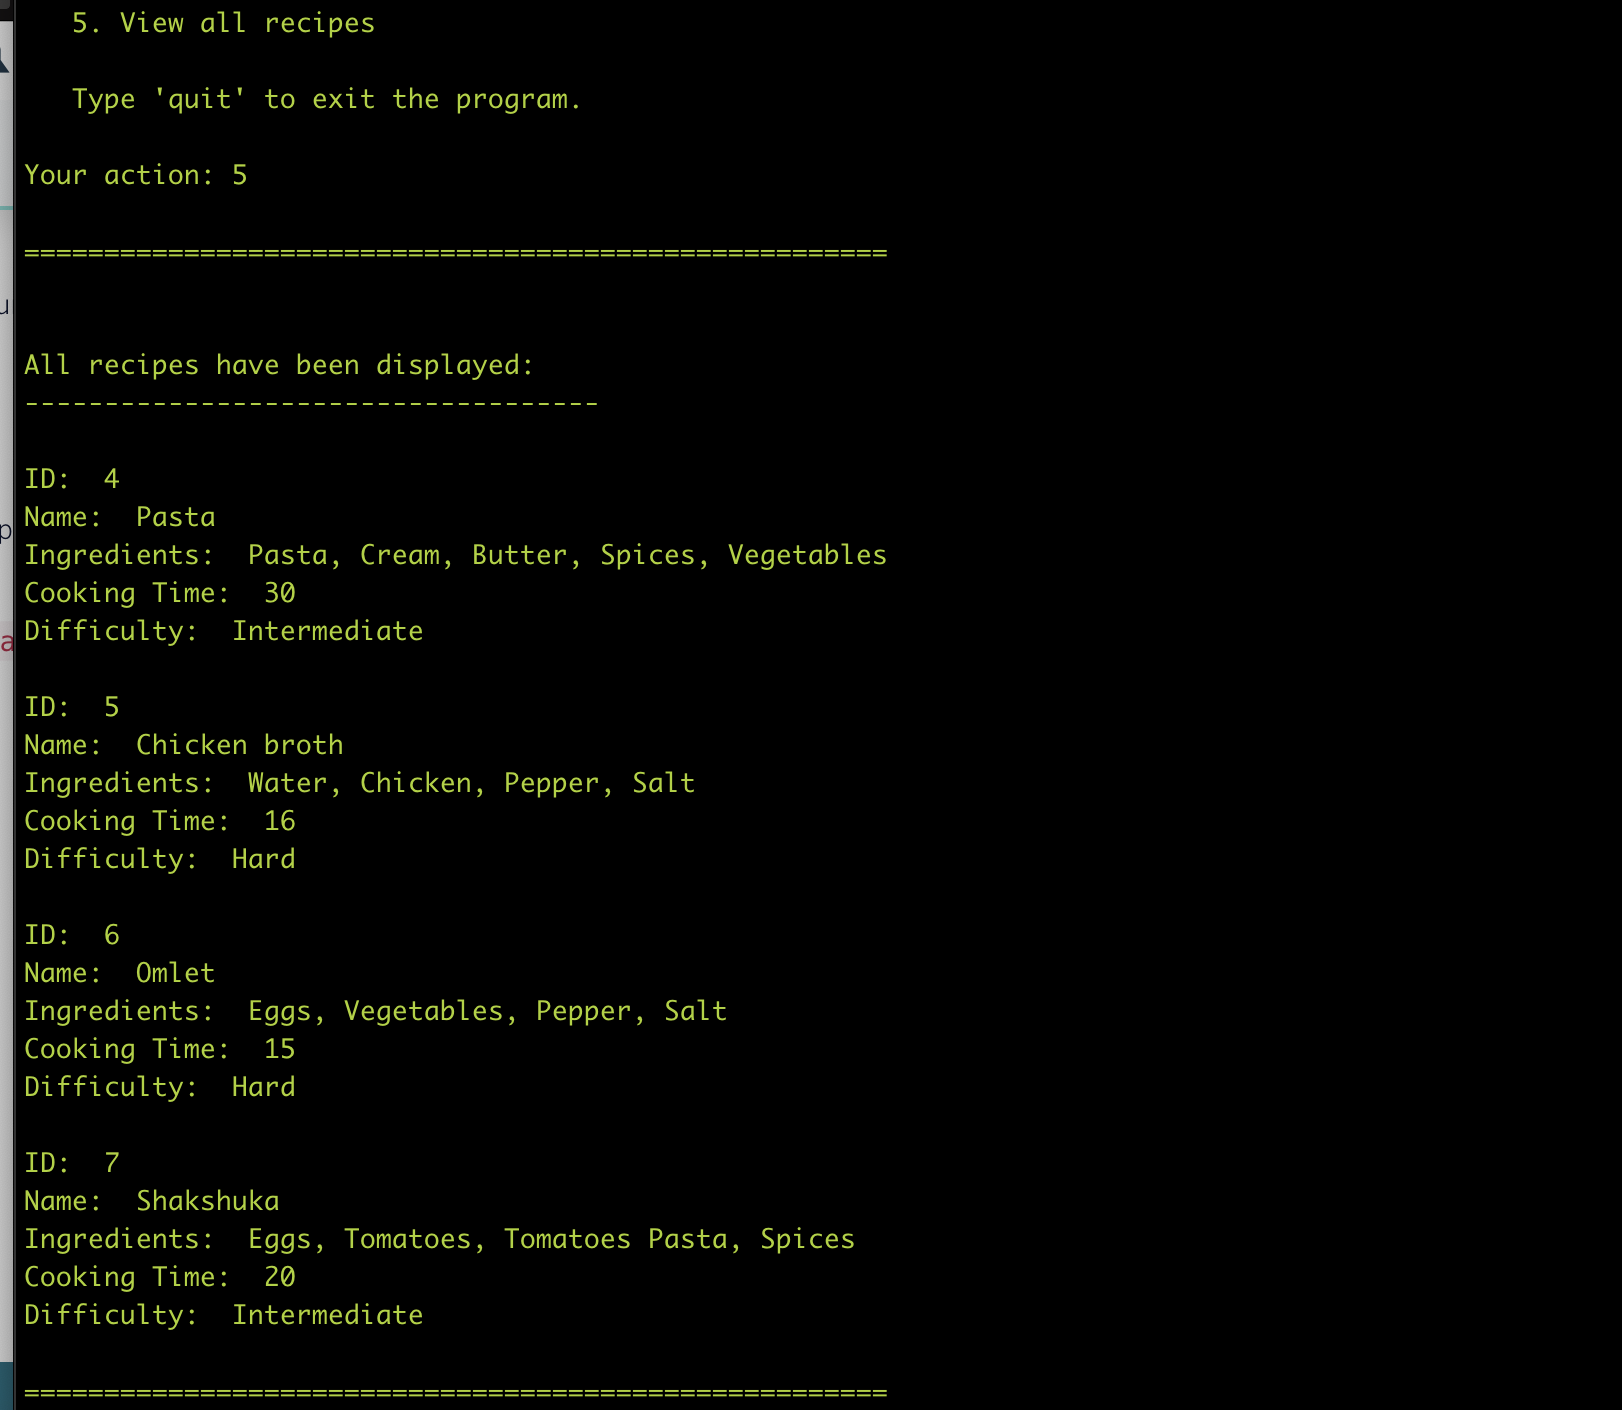 5. View all recipes
Type 'quit' to exit the program.
Your action: 5
======================================================
All recipes have been displayed:
------------------------------------
ID:  4
Name:  Pasta
Ingredients:  Pasta, Cream, Butter, Spices, Vegetables
Cooking Time:  30
Difficulty:  Intermediate
ID:  5
Name:  Chicken broth
Ingredients:  Water, Chicken, Pepper, Salt
Cooking Time:  16
Difficulty:  Hard
ID:  6
Name:  Omlet
Ingredients:  Eggs, Vegetables, Pepper, Salt
Cooking Time:  15
Difficulty:  Hard
ID:  7
Name:  Shakshuka
Ingredients:  Eggs, Tomatoes, Tomatoes Pasta, Spices
Cooking Time:  20
Difficulty:  Intermediate
======================================================